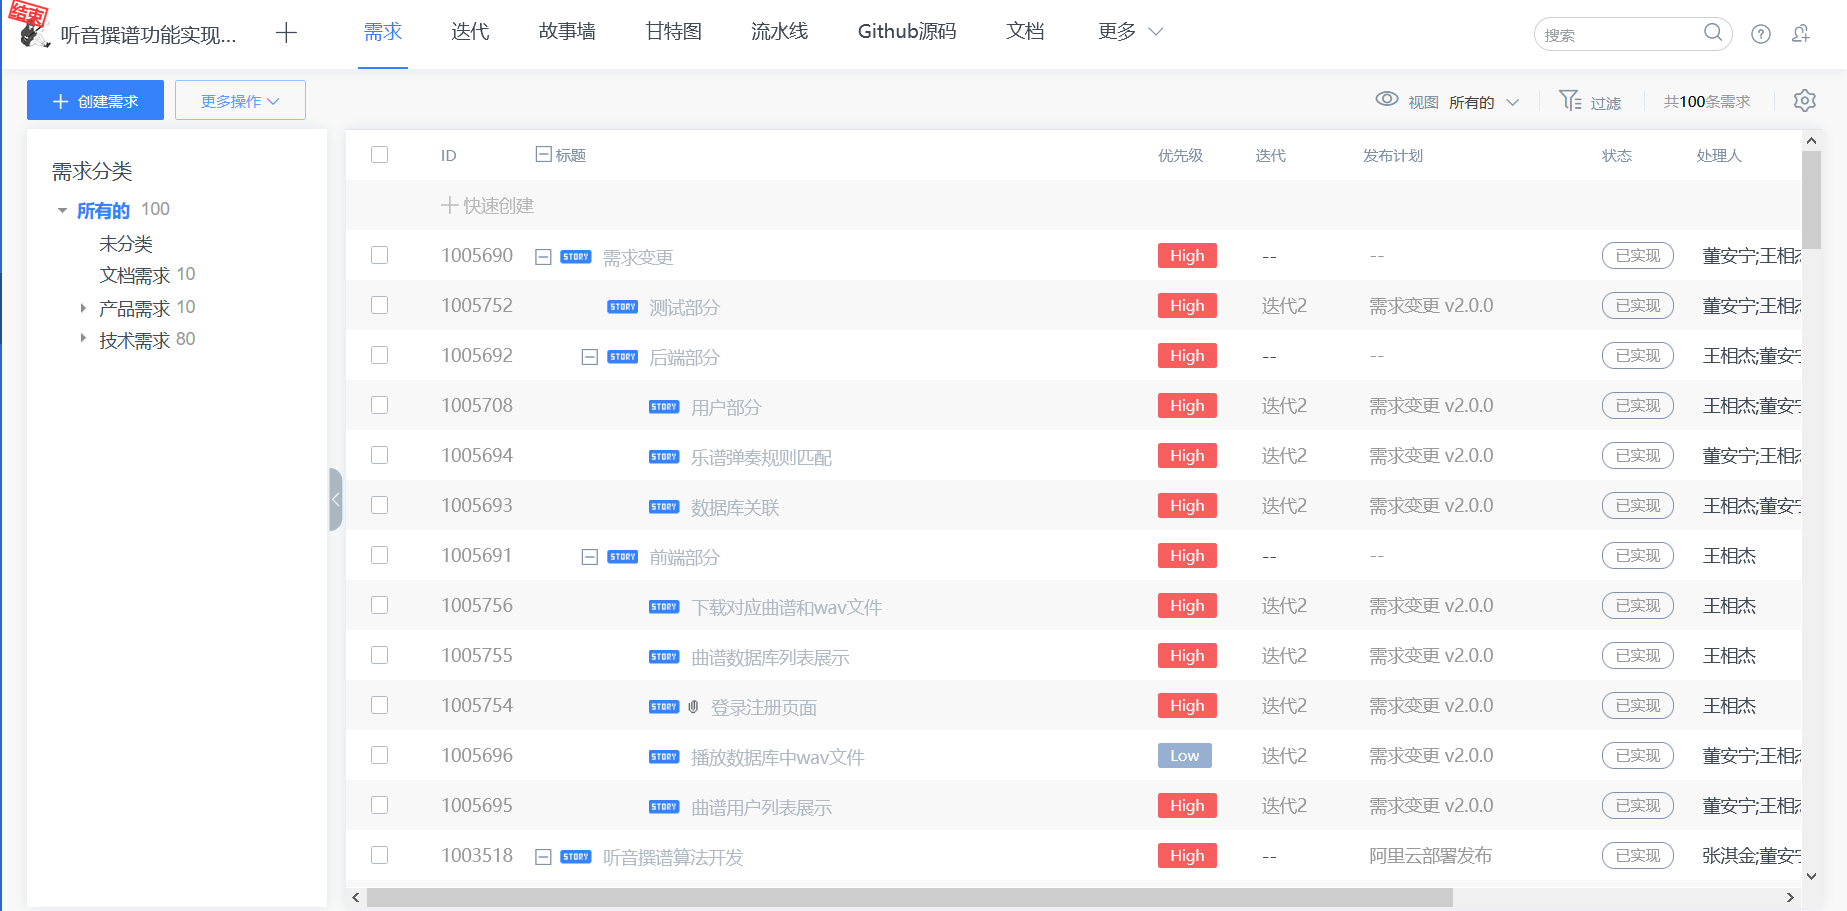 结束
听音撰谱功能实现...
需求 迭代 故事墙 甘特图 流水线 Github源码 文档 更多
搜索
创建需求 更多操作
视图 所有的 过滤 共100条需求
需求分类
所有的 100
未分类
文档需求 10
产品需求 10
技术需求 80
ID 标题 优先级 迭代 发布计划 状态 处理人
快速创建
1005690 STORY 需求变更 High -- -- 已实现 董安宁;王相杰
1005752 STORY 测试部分 High 迭代2 需求变更 v2.0.0 已实现 董安宁;王相杰
1005692 STORY 后端部分 High -- -- 已实现 王相杰;董安宁
1005708 STORY 用户部分 High 迭代2 需求变更 v2.0.0 已实现 王相杰;董安宁
1005694 STORY 乐谱弹奏规则匹配 High 迭代2 需求变更 v2.0.0 已实现 董安宁;王相杰
1005693 STORY 数据库关联 High 迭代2 需求变更 v2.0.0 已实现 王相杰;董安宁
1005691 STORY 前端部分 High -- -- 已实现 王相杰
1005756 STORY 下载对应曲谱和wav文件 High 迭代2 需求变更 v2.0.0 已实现 王相杰
1005755 STORY 曲谱数据库列表展示 High 迭代2 需求变更 v2.0.0 已实现 王相杰
1005754 STORY 登录注册页面 High 迭代2 需求变更 v2.0.0 已实现 王相杰
1005696 STORY 播放数据库中wav文件 Low 迭代2 需求变更 v2.0.0 已实现 董安宁;王相杰
1005695 STORY 曲谱用户列表展示 High 迭代2 需求变更 v2.0.0 已实现 董安宁;王相杰
1003518 STORY 听音撰谱算法开发 High -- 阿里云部署发布 已实现 张淇金;董安宁